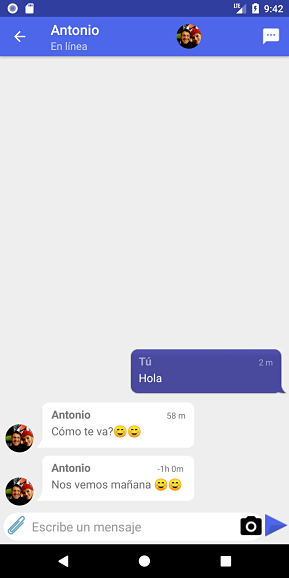 LTE 9:42
Antonio
En línea
Tú 2 m
Hola
Antonio 58 m
Cómo te va?😊😊
Antonio -1h 0m
Nos vemos mañana 😊😊
Escribe un mensaje